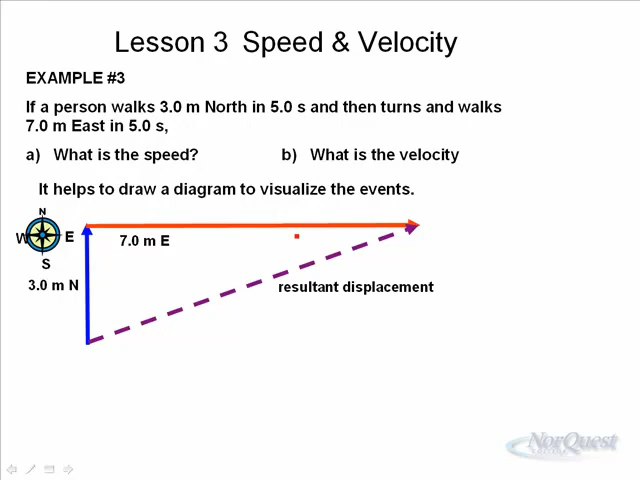 Lesson 3 Speed & Velocity
EXAMPLE #3
If a person walks 3.0 m North in 5.0 s and then turns and walks
7.0 m East in 5.0 s,
a) What is the speed? b) What is the velocity
It helps to draw a diagram to visualize the events.
N
W E
S
7.0 m E
3.0 m N
resultant displacement
NorQuest